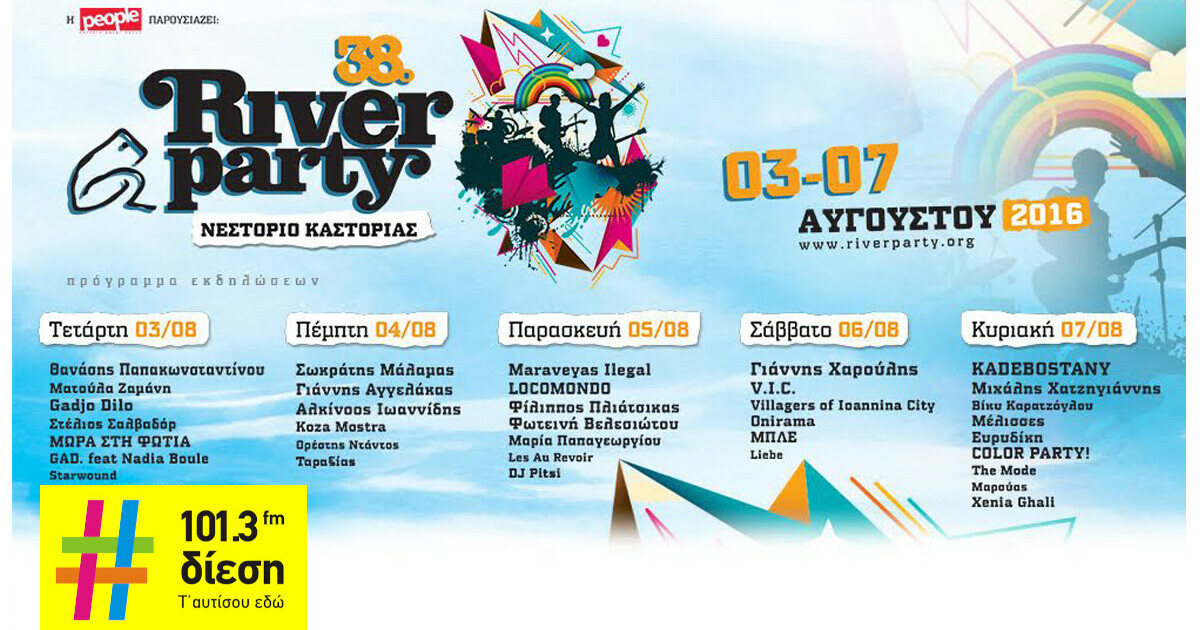 Η people ΠΑΡΟΥΣΙΑΖΕΙ:
38.
River
party
ΝΕΣΤΟΡΙΟ ΚΑΣΤΟΡΙΑΣ
03-07
ΑΥΓΟΥΣΤΟΥ 2016
www.riverparty.org
πρόγραμμα εκδηλώσεων
Τετάρτη 03/08
Θανάσης Παπακωνσταντίνου
Ματούλα Ζαμάνη
Gadjo Dilo
Στέλιος Σαλβαδόρ
ΜΩΡΑ ΣΤΗ ΦΩΤΙΑ
GAD. feat Nadia Boule
Starwound
Πέμπτη 04/08
Σωκράτης Μάλαμας
Γιάννης Αγγελάκας
Αλκίνοος Ιωαννίδης
Koza Mostra
Ορέστης Ντάντος
Ταραξίας
Παρασκευή 05/08
Maraveyas Ilegal
LOCOMONDO
Φίλιππος Πλιάτσικας
Φωτεινή Βελεσιώτου
Μαρία Παπαγεωργίου
Les Au Revoir
DJ Pitsi
Σάββατο 06/08
Γιάννης Χαρούλης
V.I.C.
Villagers of Ioannina City
Onirama
ΜΠΛΕ
Liebe
Κυριακή 07/08
KADEBOSTANY
Μιχάλης Χατζηγιάννης
Βίκυ Καρατζόγλου
Μέλισσες
Ευρυδίκη
COLOR PARTY!
The Mode
Μαρσύας
Xenia Ghali
101.3 fm
δίεση
Τ'αυτίσου εδώ